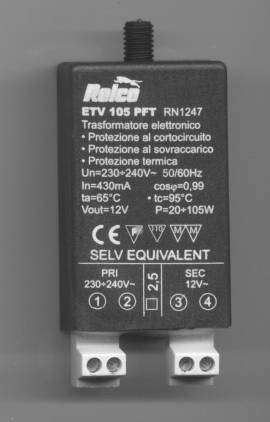 Relco
ETV 105 PFT RN1247
Trasformatore elettronico
• Protezione al cortocircuito
• Protezione al sovraccarico
• Protezione termica
Un=230÷240V~ 50/60Hz
In=430mA cosφ=0,99
ta=65°C • tc=95°C
Vout=12V P=20÷105W
CE F 110 M M
SELV EQUIVALENT
PRI 2,5 SEC
230÷240V~ 12V~
1 2 3 4